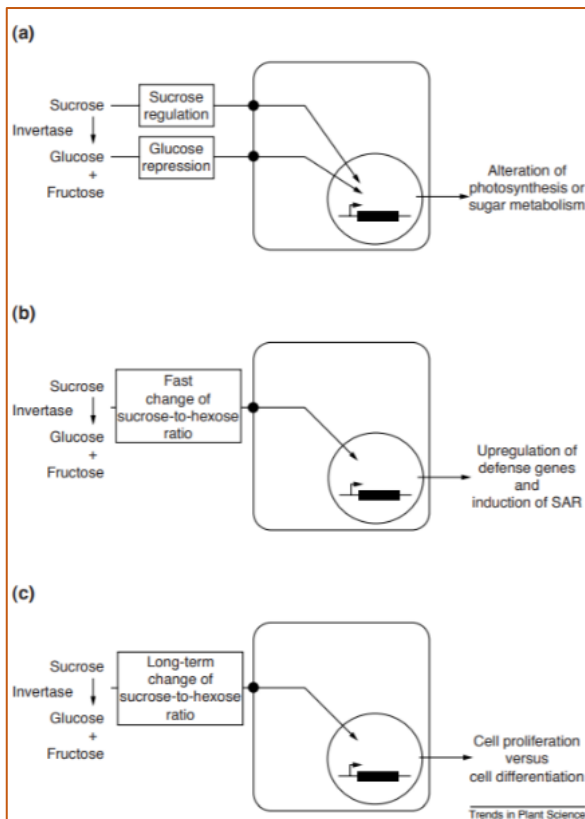 (a)
Sucrose
Sucrose
regulation
Invertase
Glucose
Glucose
repression
+
Fructose
Alteration of
photosynthesis or
sugar metabolism
(b)
Sucrose
Invertase
Glucose
+
Fructose
Fast
change of
sucrose-to-hexose
ratio
Upregulation of
defense genes
and
induction of SAR
(c)
Sucrose
Invertase
Glucose
+
Fructose
Long-term
change of
sucrose-to-hexose
ratio
Cell proliferation
versus
cell differentiation
Trends in Plant Science